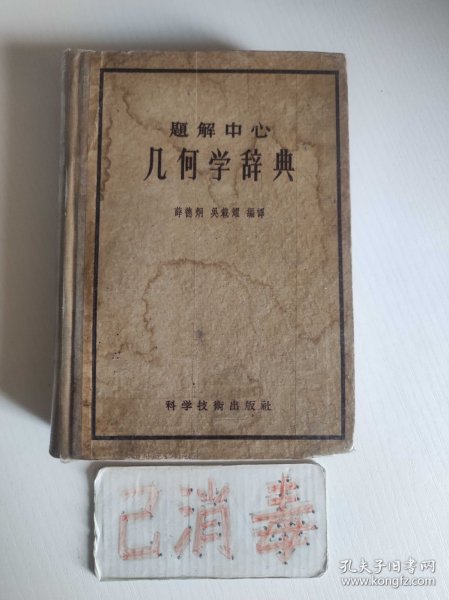 题解中心
几何学辞典
薛德炯 吴载耀 编译
科学技術出版社
已消毒
孔夫子旧书网
www.kongfz.com